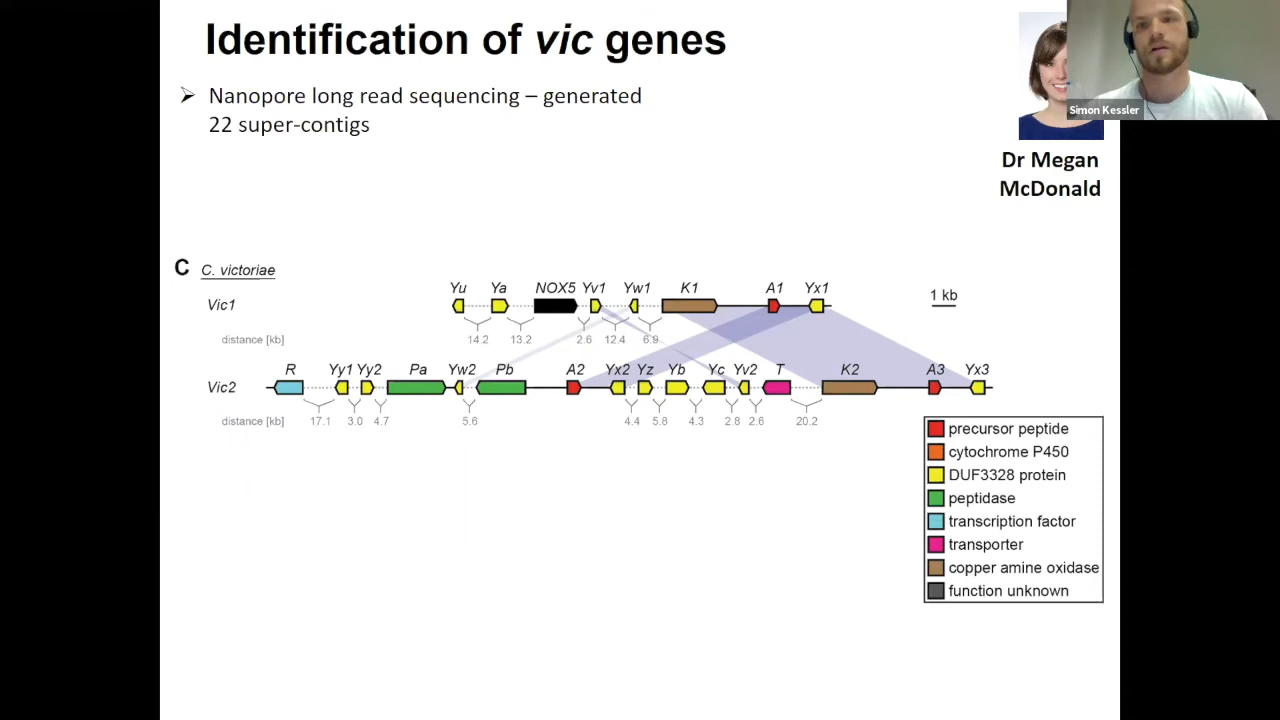 Identification of vic genes
➢ Nanopore long read sequencing – generated
22 super-contigs
Simon Kessler
Dr Megan
McDonald
C C. victoriae
Yu Ya NOX5 Yv1 Yw1 K1 A1 Yx1
Vic1
1 kb
distance [kb] 14.2 13.2 2.6 12.4 6.9
R Yy1 Yy2 Pa Yw2 Pb A2 Yx2 Yz Yb Yc Yv2 T K2 A3 Yx3
Vic2
distance [kb] 17.1 3.0 4.7 5.6 4.4 5.8 4.3 2.8 2.6 20.2
precursor peptide
cytochrome P450
DUF3328 protein
peptidase
transcription factor
transporter
copper amine oxidase
function unknown